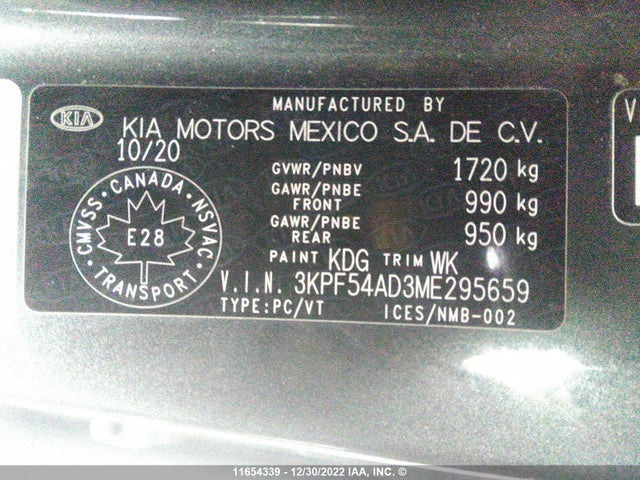 MANUFACTURED BY
KIA
KIA MOTORS MEXICO S.A. DE C.V.
10/20
GVWR/PNBV 1720 kg
GAWR/PNBE
FRONT 990 kg
GAWR/PNBE
REAR 950 kg
CMVSS • CANADA • NSVAC • TRANSPORT •
E28
PAINT KDG TRIM WK
V.I.N. 3KPF54AD3ME295659
TYPE:PC/VT ICES/NMB-002
V
11654339 - 12/30/2022 IAA, INC. ©